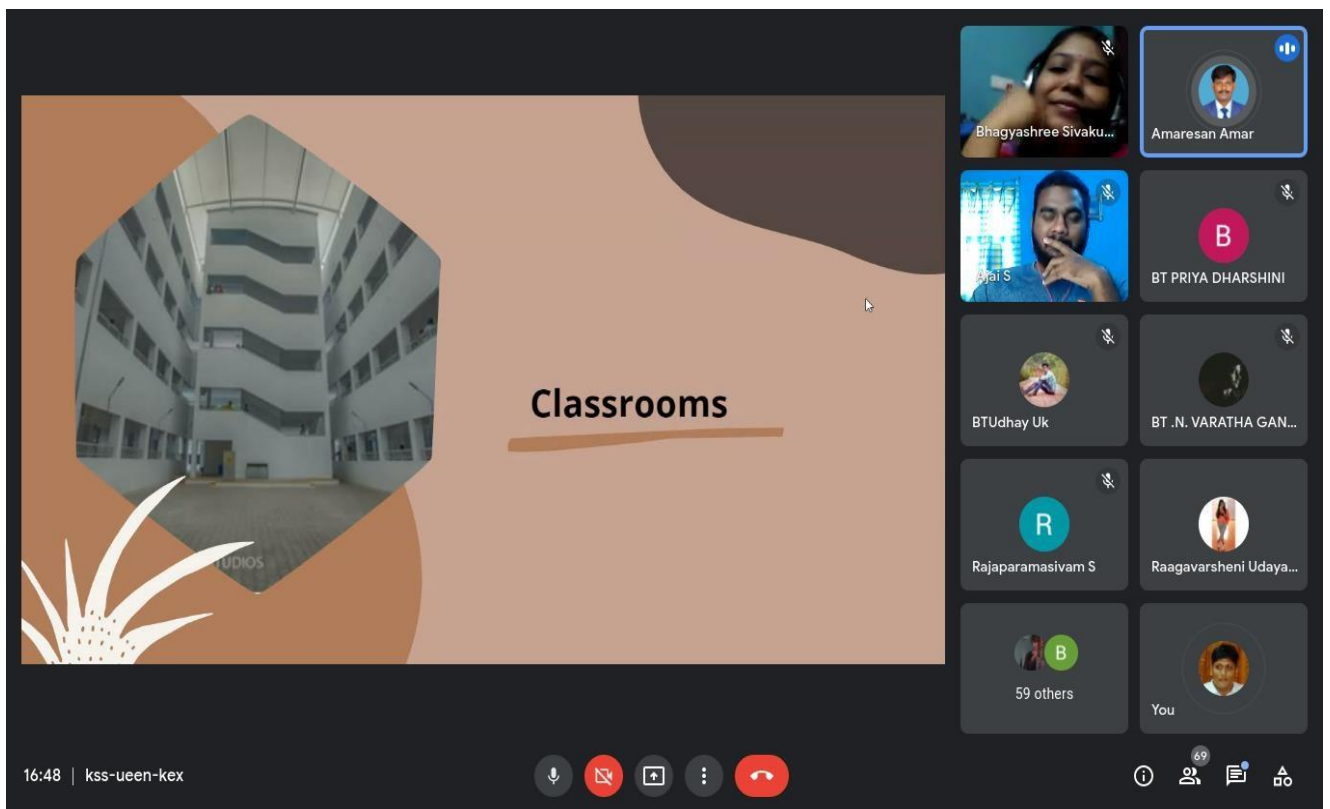 Classrooms
TUDIOS
Bhagyashree Sivaku...
Amaresan Amar
Ajai S
B
BT PRIYA DHARSHINI
BTUdhay Uk
BT .N. VARATHA GAN...
R
Rajaparamasivam S
Raagavarsheni Udaya...
B
59 others
You
16:48 | kss-ueen-kex
69